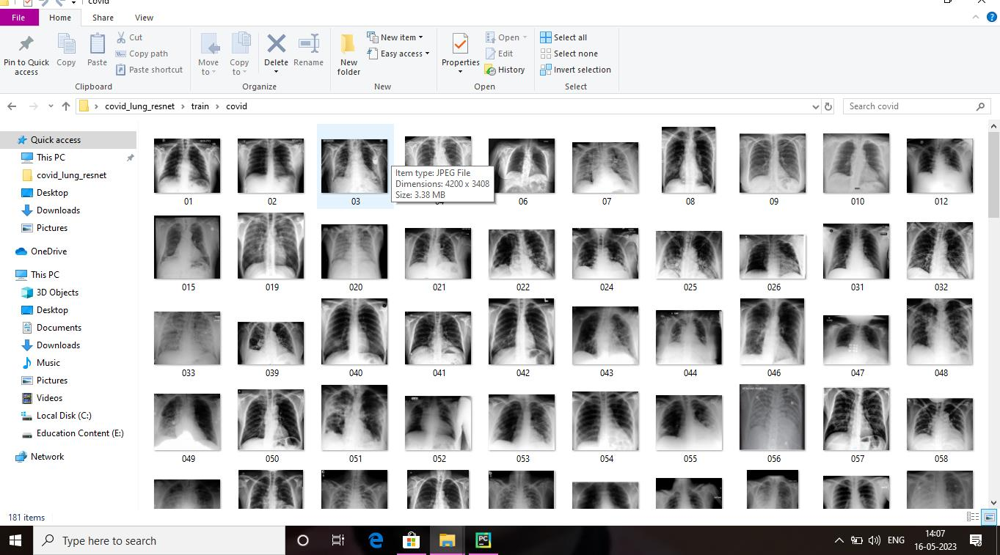 covid
File Home Share View
Pin to Quick access
Copy
Paste
Cut
Copy path
Paste shortcut
Clipboard
Move to
Copy to
Delete
Rename
Organize
New folder
New item
Easy access
New
Properties
Open
Edit
History
Open
Select all
Select none
Invert selection
Select
covid_lung_resnet › train › covid
Search covid
Quick access
This PC
covid_lung_resnet
Desktop
Downloads
Pictures
OneDrive
This PC
3D Objects
Desktop
Documents
Downloads
Music
Pictures
Videos
Local Disk (C:)
Education Content (E:)
Network
Item type: JPEG File
Dimensions: 4200 x 3408
Size: 3.38 MB
01 02 03 04 06 07 08 09 010 012
015 019 020 021 022 024 025 026 031 032
033 039 040 041 042 043 044 046 047 048
049 050 051 052 053 054 055 056 057 058
181 items
Type here to search
PC
ENG
14:07
16-05-2023